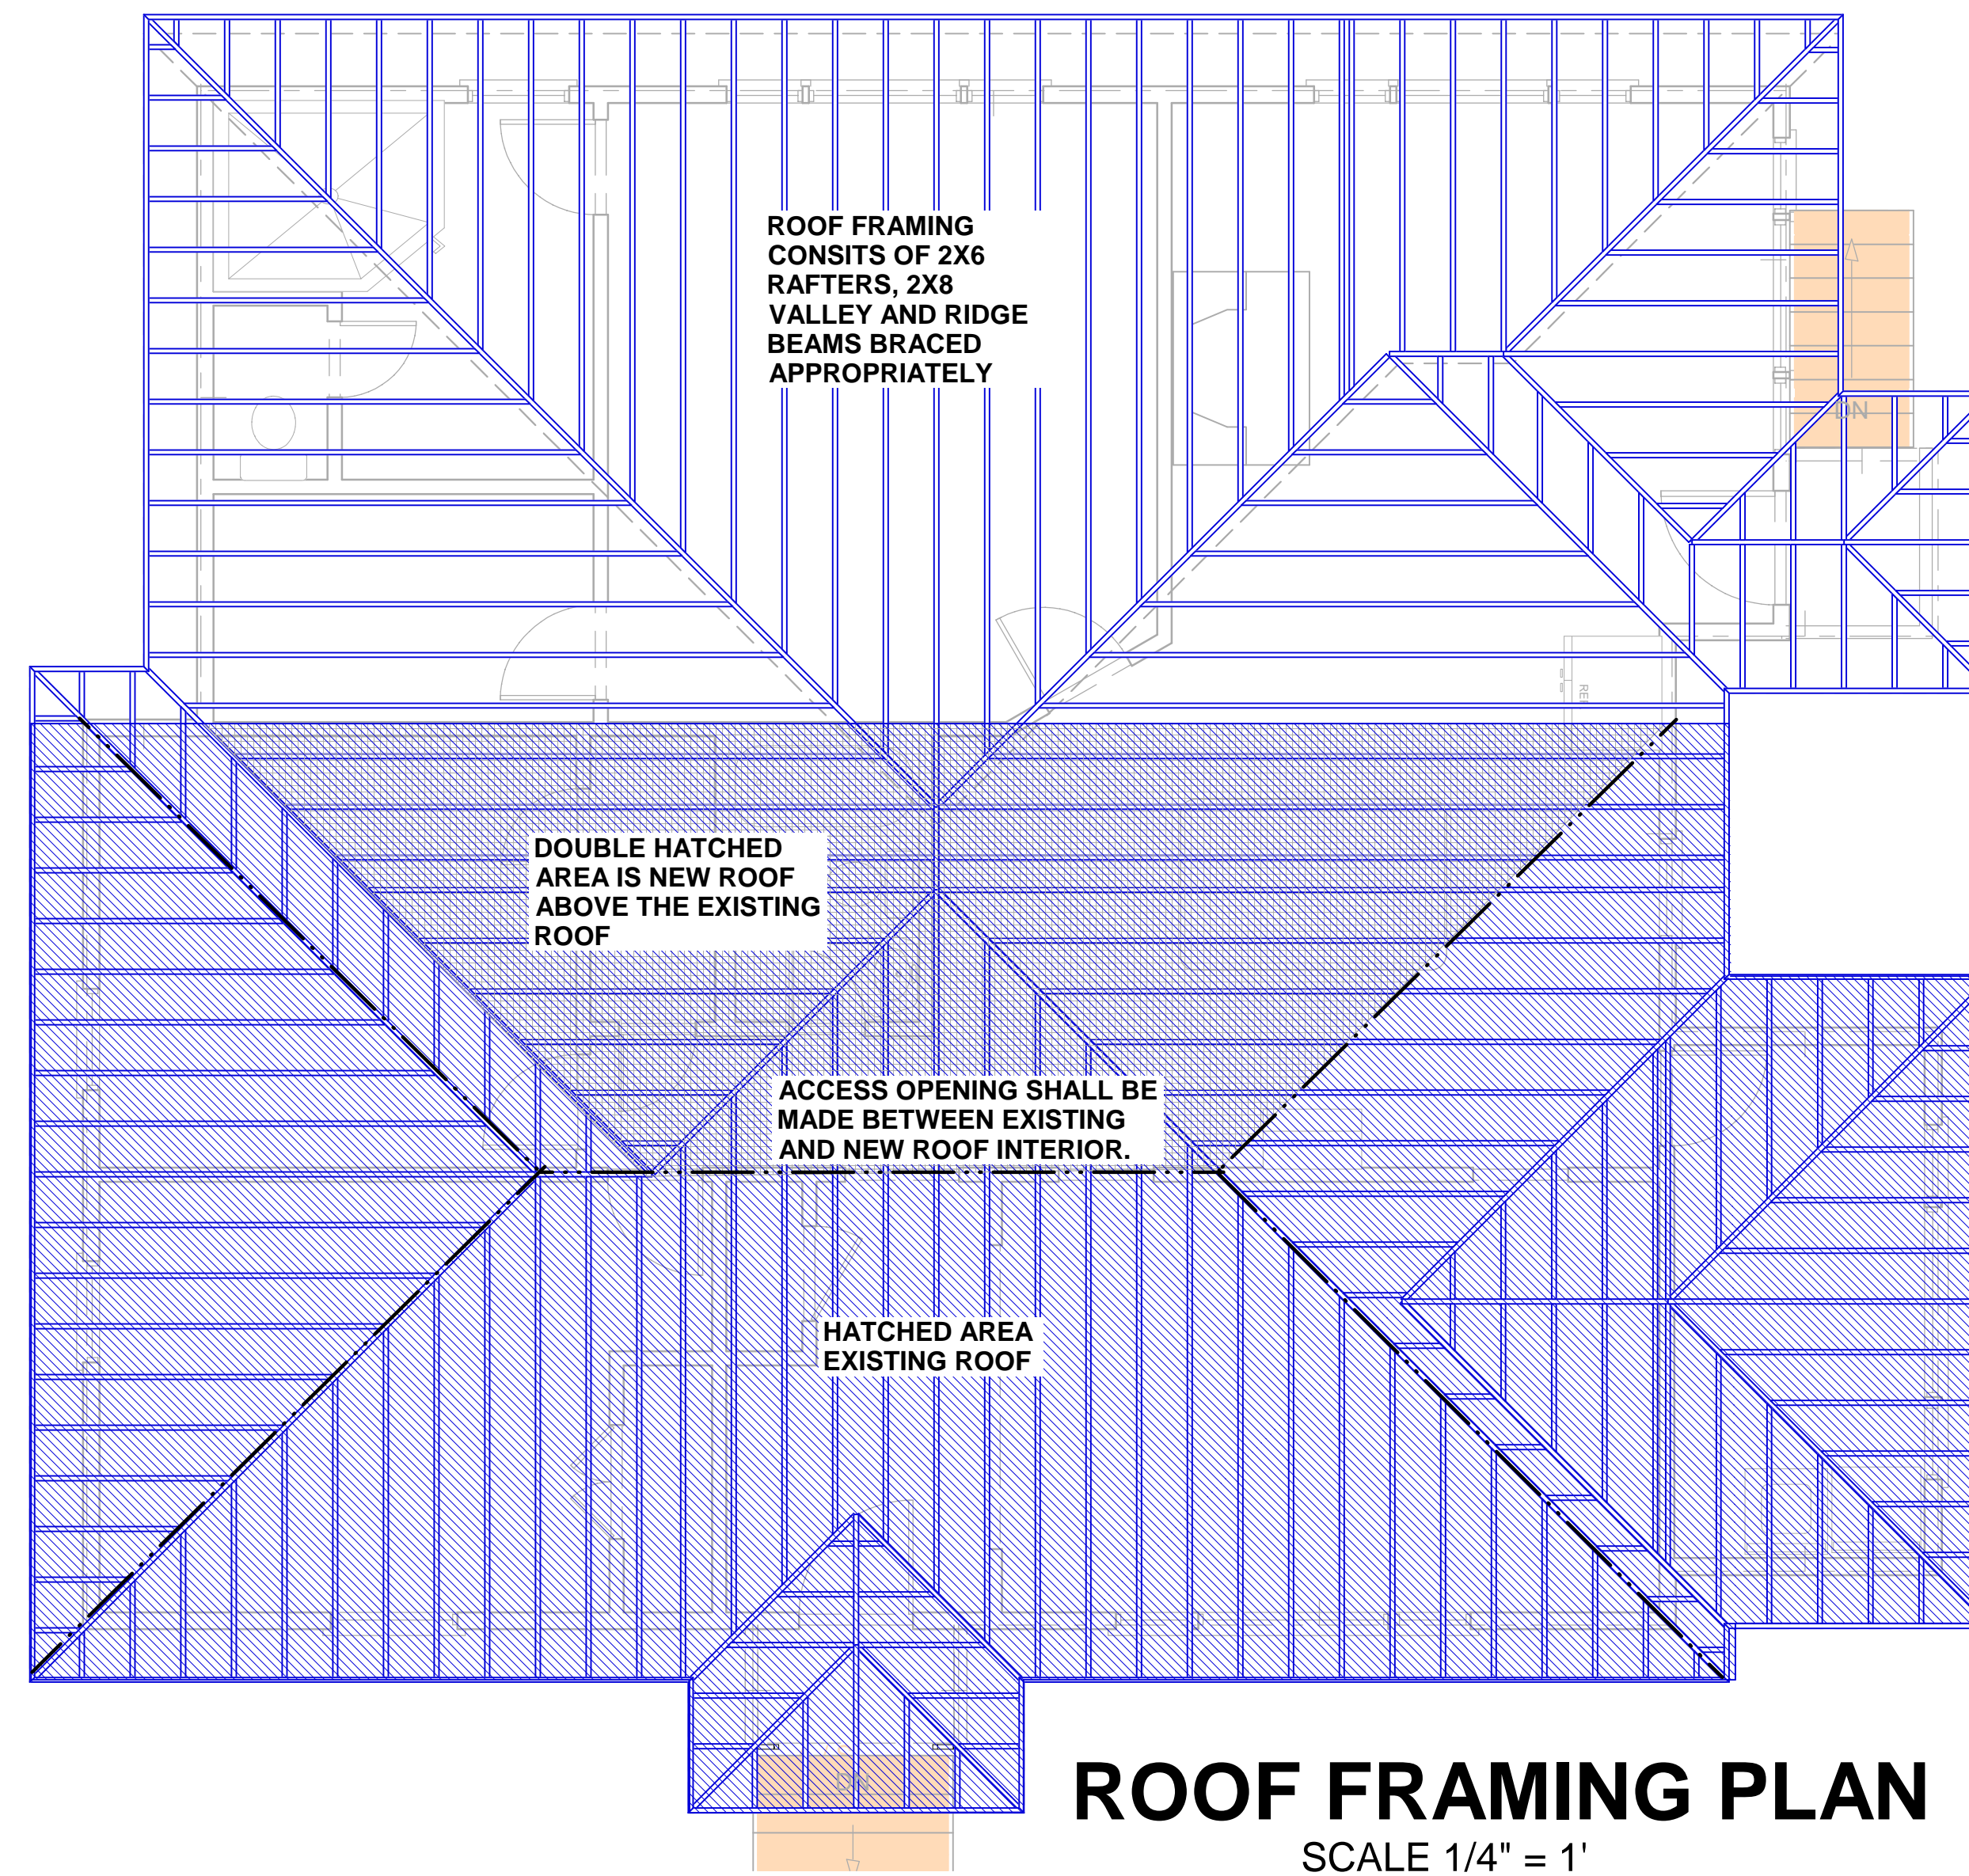 ROOF FRAMING
CONSITS OF 2X6
RAFTERS, 2X8
VALLEY AND RIDGE
BEAMS BRACED
APPROPRIATELY
DN
DOUBLE HATCHED
AREA IS NEW ROOF
ABOVE THE EXISTING
ROOF
ACCESS OPENING SHALL BE
MADE BETWEEN EXISTING
AND NEW ROOF INTERIOR.
HATCHED AREA
EXISTING ROOF
DN
ROOF FRAMING PLAN
SCALE 1/4" = 1'